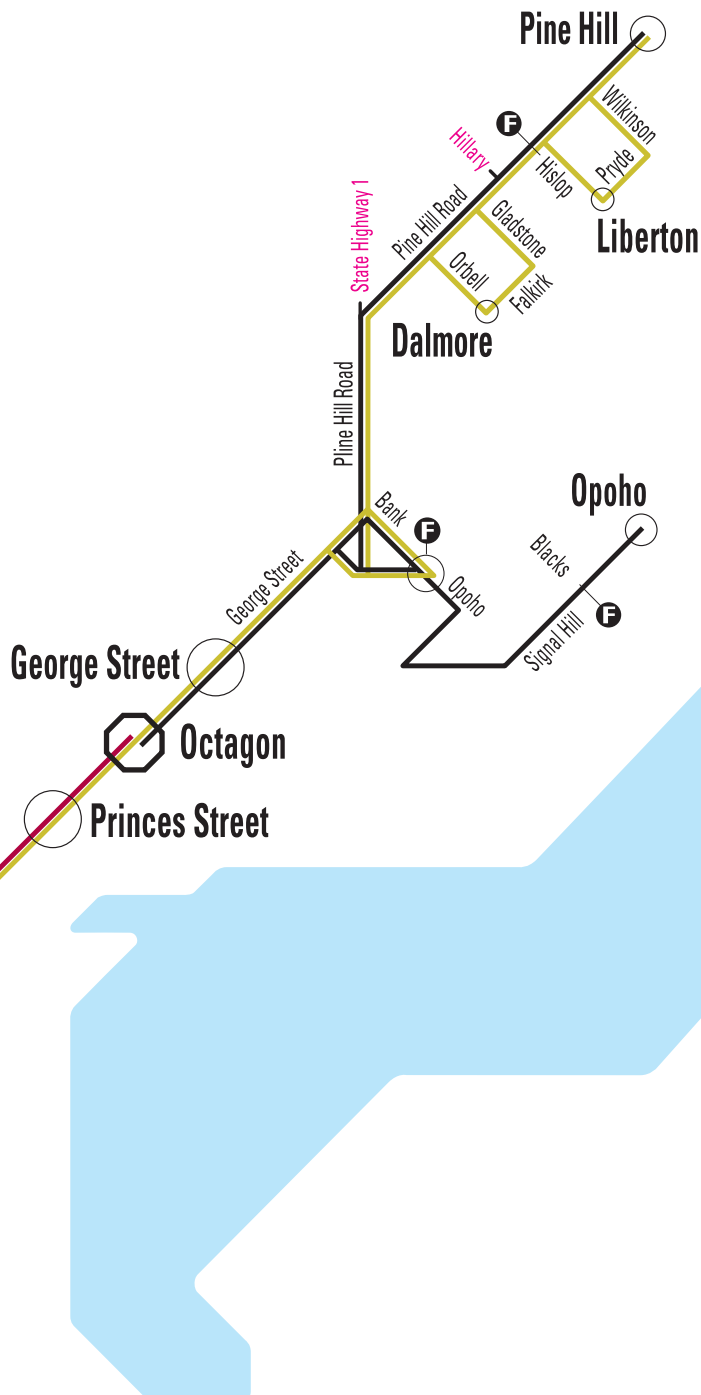 Pine Hill
Wilkinson
F
Hillary
Hislop
Pryde
State Highway 1
Pine Hill Road
Gladstone
Liberton
Orbell
Falkirk
Dalmore
Pline Hill Road
Opoho
Bank
F
Blacks
George Street
Opoho
F
Signal Hill
George Street
Octagon
Princes Street